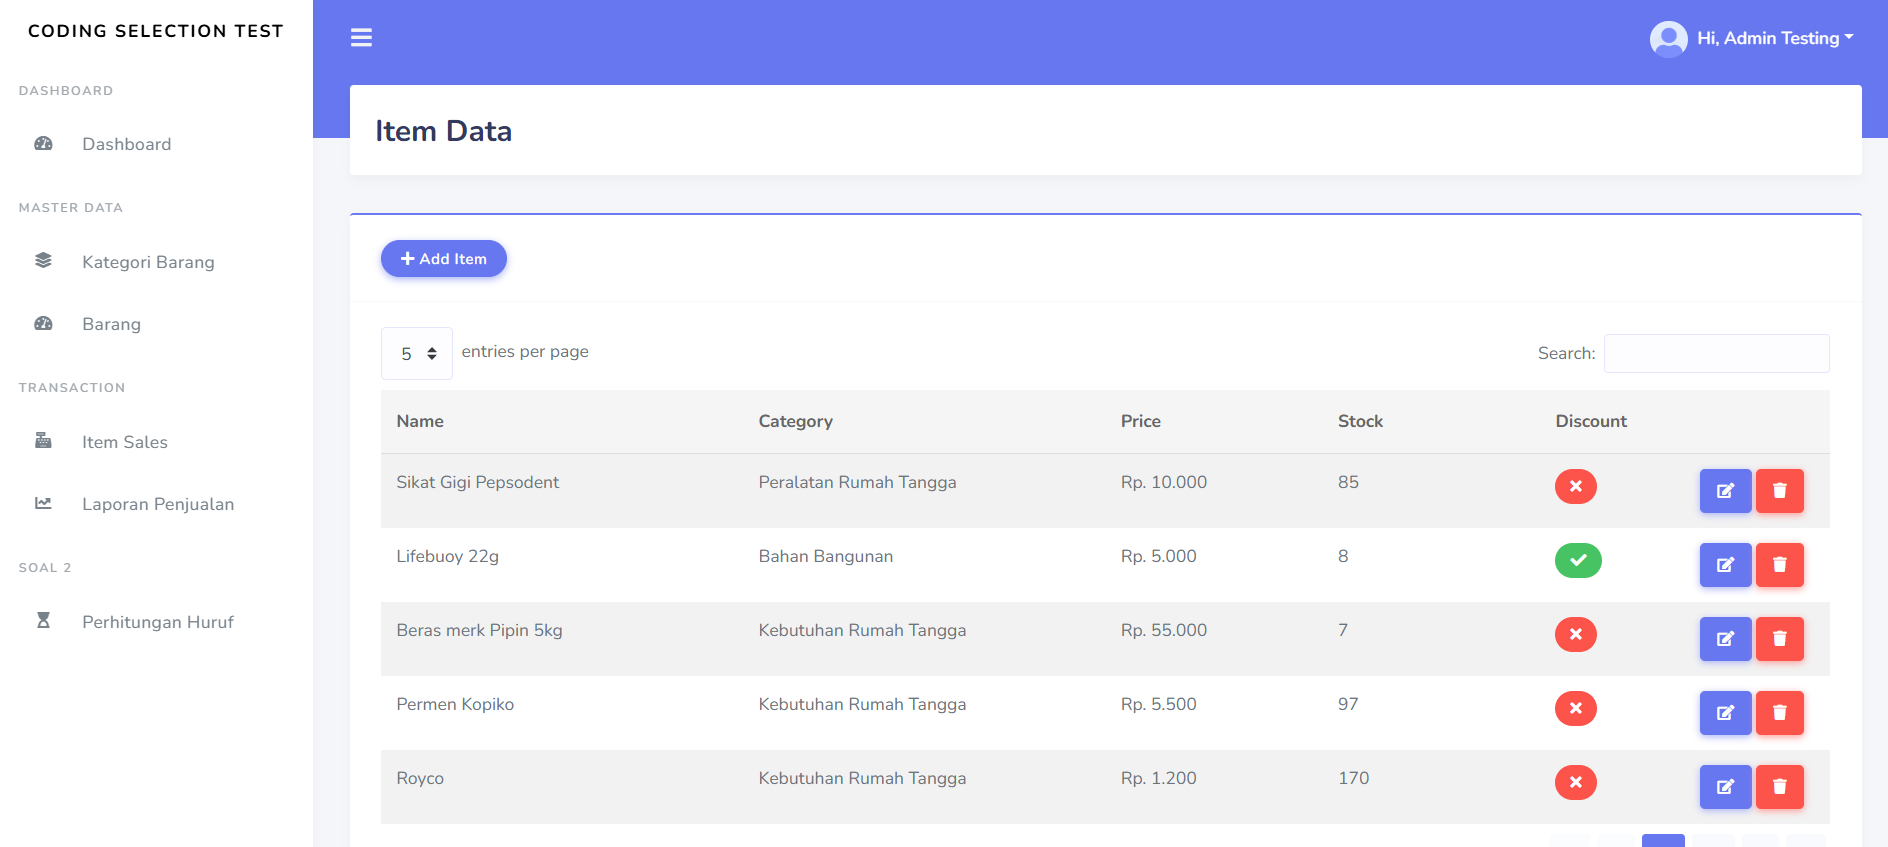 CODING SELECTION TEST
Hi, Admin Testing
DASHBOARD
Dashboard
MASTER DATA
Kategori Barang
Barang
TRANSACTION
Item Sales
Laporan Penjualan
SOAL 2
Perhitungan Huruf
Item Data
Add Item
5 entries per page
Search:
Name Category Price Stock Discount
Sikat Gigi Pepsodent Peralatan Rumah Tangga Rp. 10.000 85
Lifebuoy 22g Bahan Bangunan Rp. 5.000 8
Beras merk Pipin 5kg Kebutuhan Rumah Tangga Rp. 55.000 7
Permen Kopiko Kebutuhan Rumah Tangga Rp. 5.500 97
Royco Kebutuhan Rumah Tangga Rp. 1.200 170